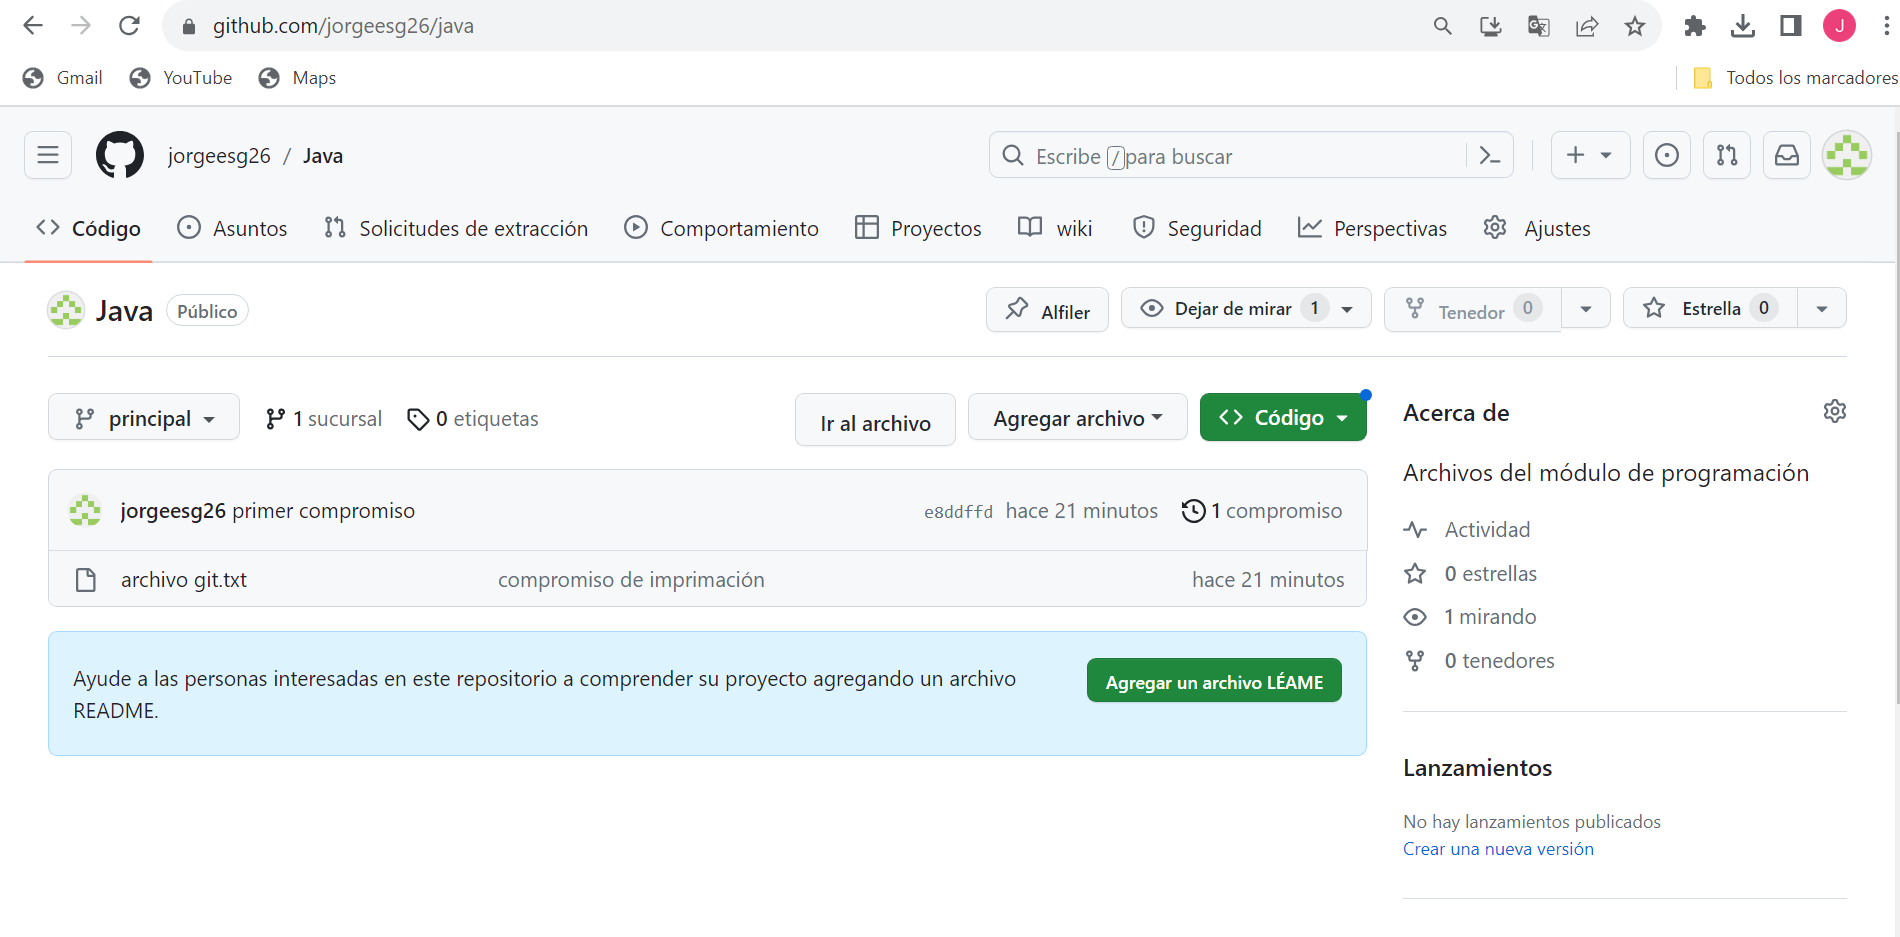 github.com/jorgeesg26/java
J
Gmail YouTube Maps Todos los marcadores
jorgeesg26 / Java Escribe / para buscar
Código Asuntos Solicitudes de extracción Comportamiento Proyectos wiki Seguridad Perspectivas Ajustes
Java Público Alfiler Dejar de mirar 1 Tenedor 0 Estrella 0
principal 1 sucursal 0 etiquetas Ir al archivo Agregar archivo Código
jorgeesg26 primer compromiso e8ddffd hace 21 minutos 1 compromiso
archivo git.txt compromiso de imprimación hace 21 minutos
Ayude a las personas interesadas en este repositorio a comprender su proyecto agregando un archivo
README.
Agregar un archivo LÉAME
Acerca de
Archivos del módulo de programación
Actividad
0 estrellas
1 mirando
0 tenedores
Lanzamientos
No hay lanzamientos publicados
Crear una nueva versión